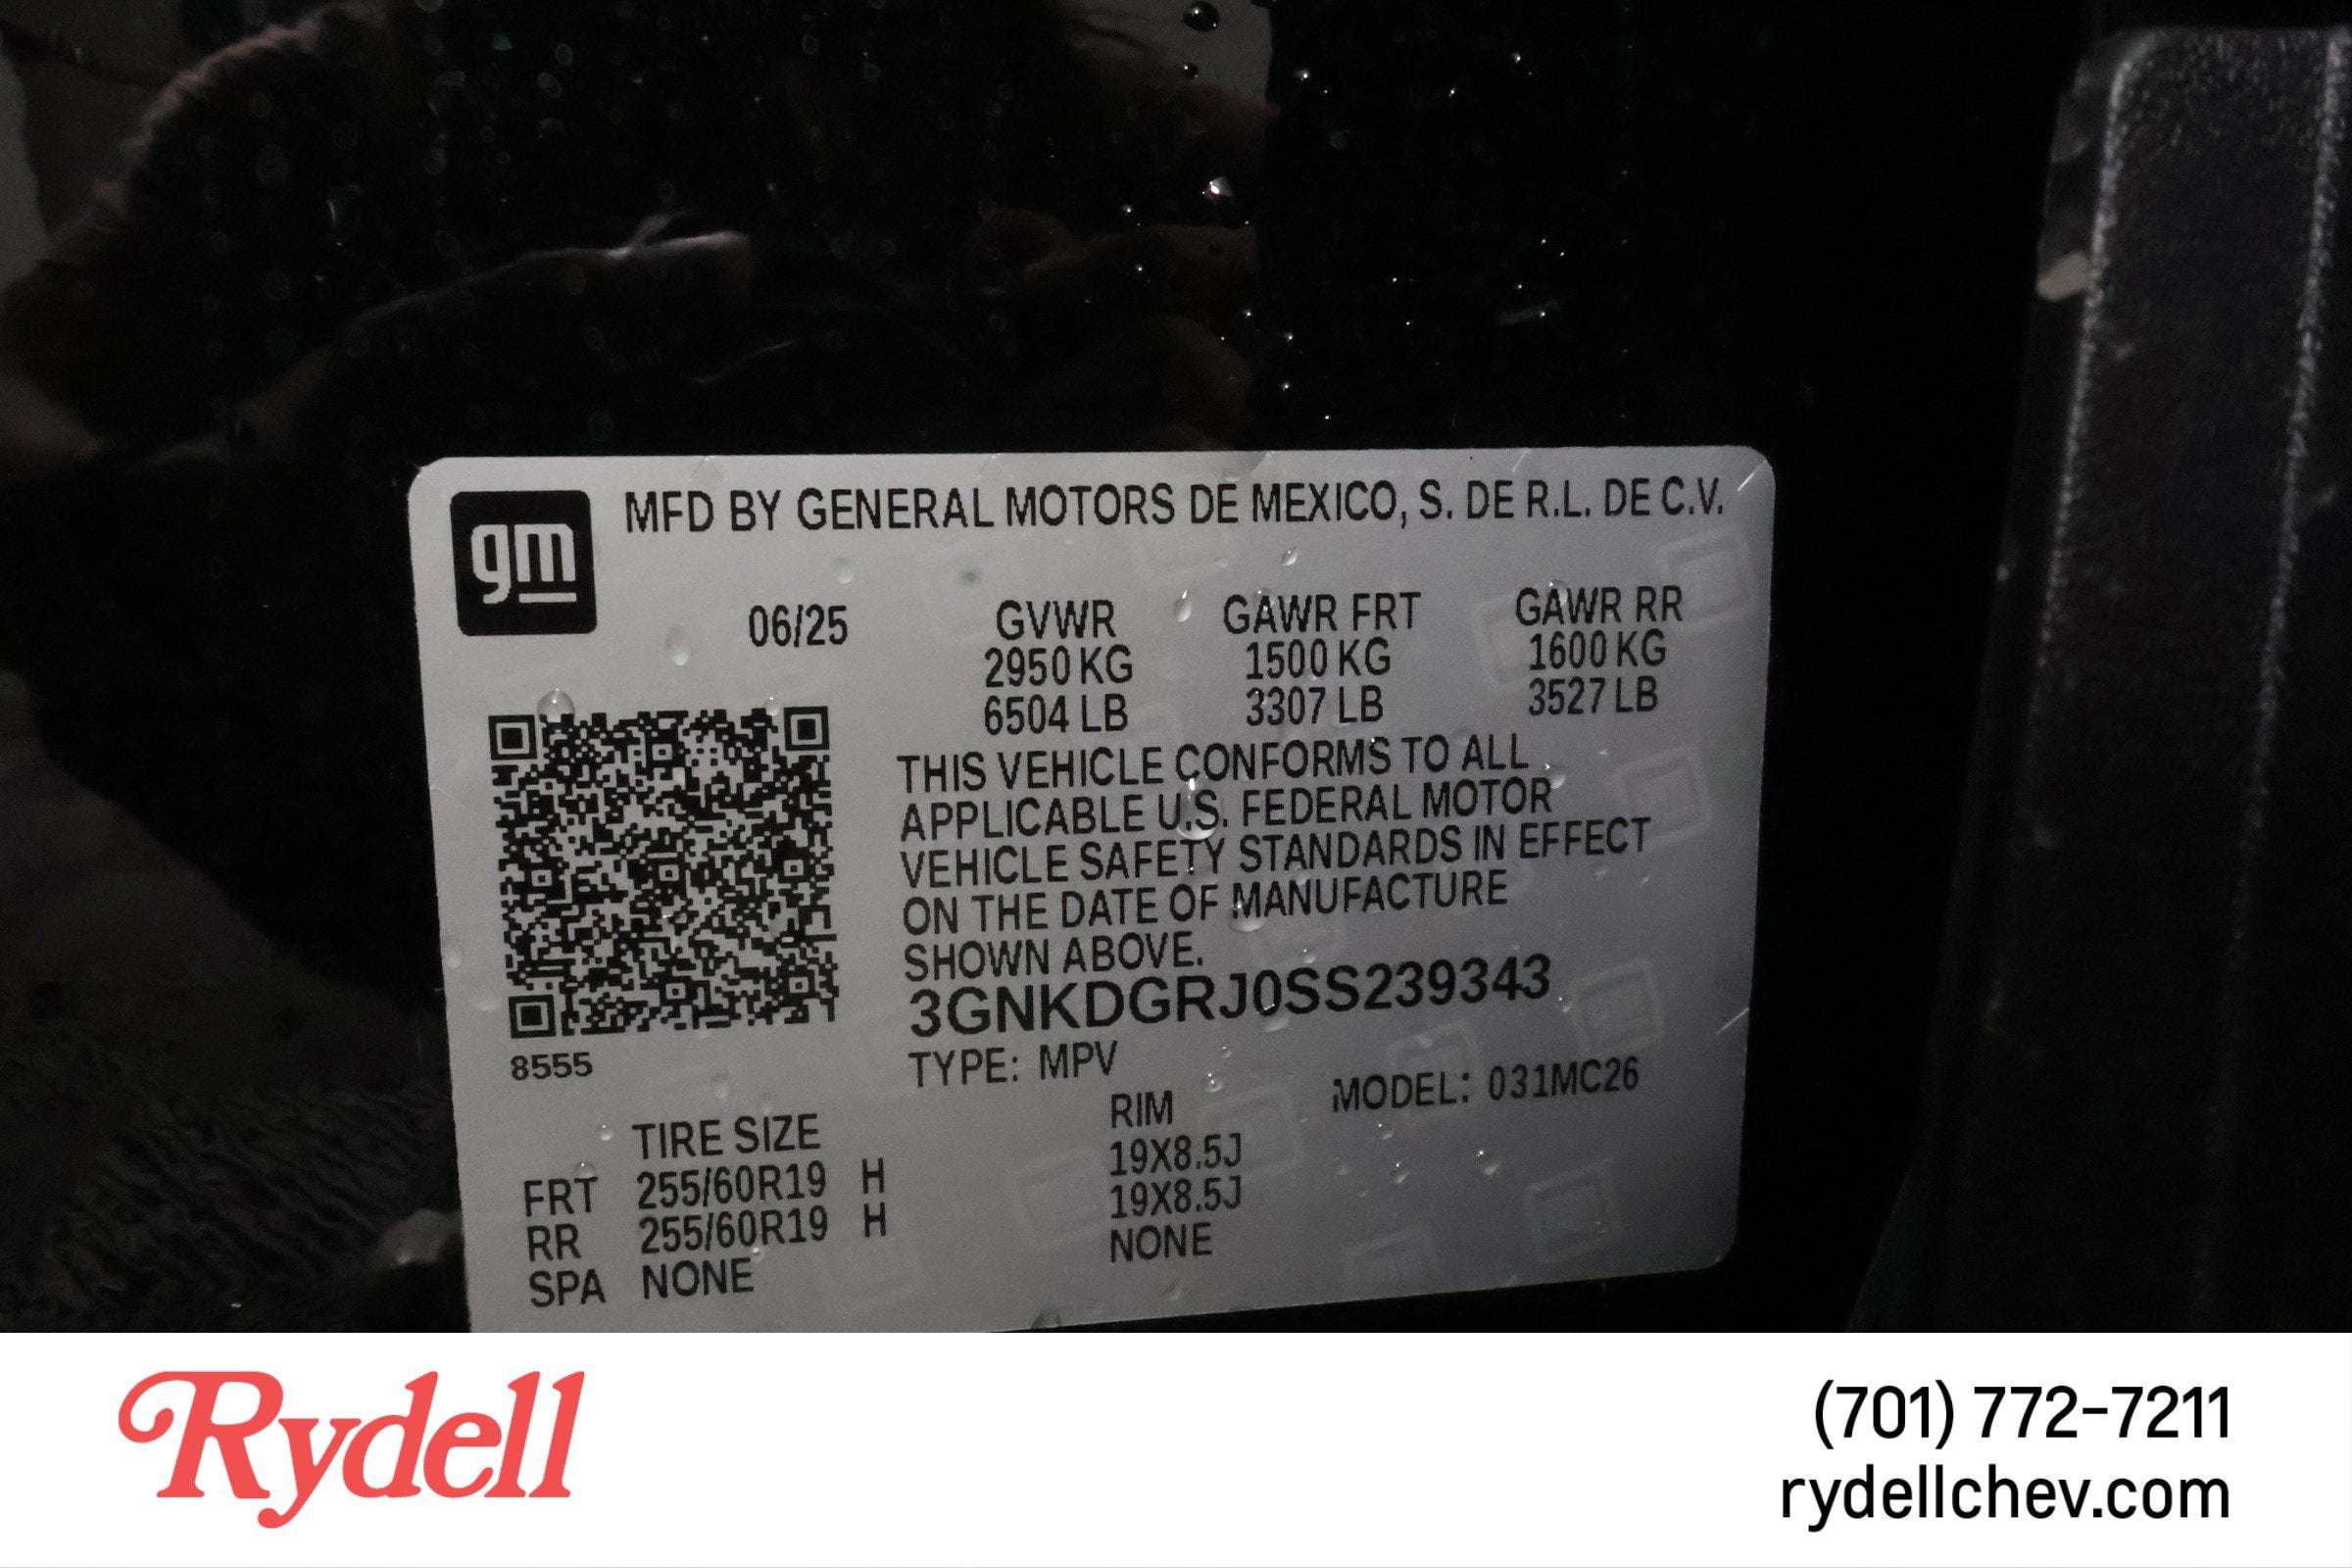 gm
MFD BY GENERAL MOTORS DE MEXICO, S. DE R.L. DE C.V.
06/25 GVWR GAWR FRT GAWR RR
2950 KG 1500 KG 1600 KG
6504 LB 3307 LB 3527 LB
THIS VEHICLE CONFORMS TO ALL
APPLICABLE U.S. FEDERAL MOTOR
VEHICLE SAFETY STANDARDS IN EFFECT
ON THE DATE OF MANUFACTURE
SHOWN ABOVE.
3GNKDGRJ0SS239343
8555 TYPE: MPV MODEL: 031MC26
TIRE SIZE RIM
FRT 255/60R19 H 19X8.5J
RR 255/60R19 H 19X8.5J
SPA NONE NONE
Rydell
(701) 772-7211
rydellchev.com